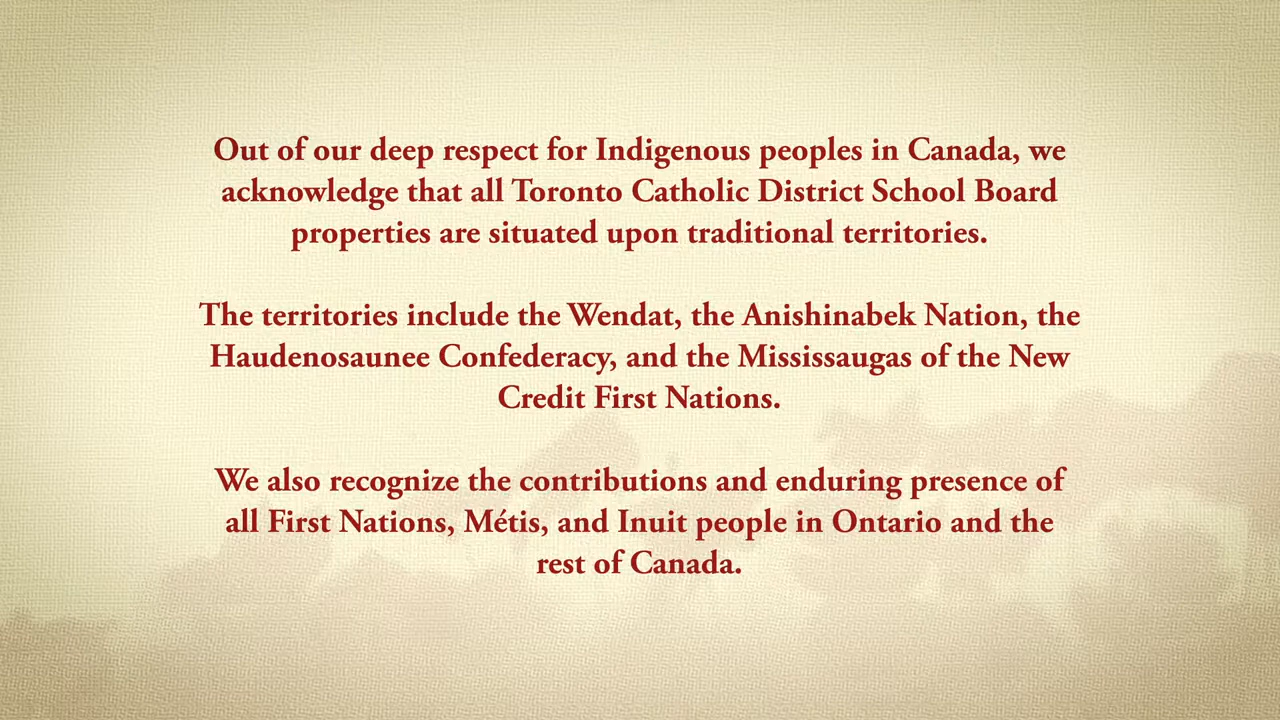 Out of our deep respect for Indigenous peoples in Canada, we
acknowledge that all Toronto Catholic District School Board
properties are situated upon traditional territories.
The territories include the Wendat, the Anishinabek Nation, the
Haudenosaunee Confederacy, and the Mississaugas of the New
Credit First Nations.
We also recognize the contributions and enduring presence of
all First Nations, Métis, and Inuit people in Ontario and the
rest of Canada.